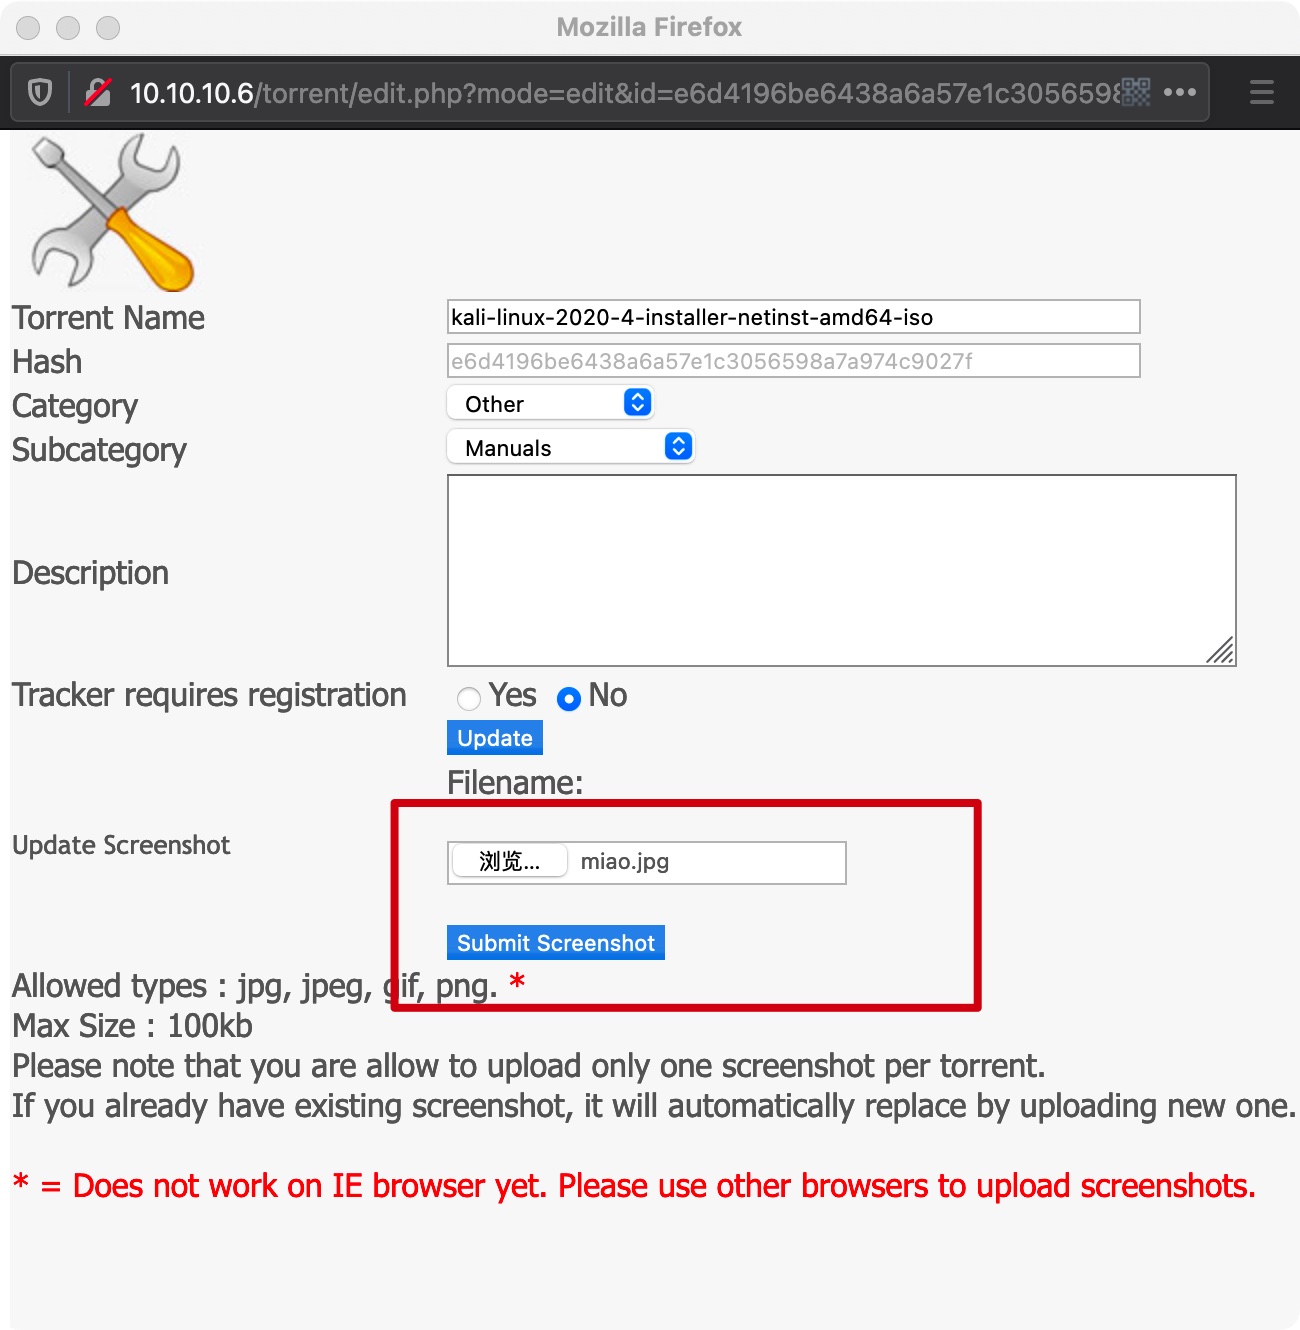 Mozilla Firefox
10.10.10.6/torrent/edit.php?mode=edit&id=e6d4196be6438a6a57e1c3056598
Torrent Name kali-linux-2020-4-installer-netinst-amd64-iso
Hash e6d4196be6438a6a57e1c3056598a7a974c9027f
Category Other
Subcategory Manuals
Description
Tracker requires registration Yes No
Update
Filename:
Update Screenshot 浏览... miao.jpg
Submit Screenshot
Allowed types : jpg, jpeg, gif, png. *
Max Size : 100kb
Please note that you are allow to upload only one screenshot per torrent.
If you already have existing screenshot, it will automatically replace by uploading new one.
* = Does not work on IE browser yet. Please use other browsers to upload screenshots.